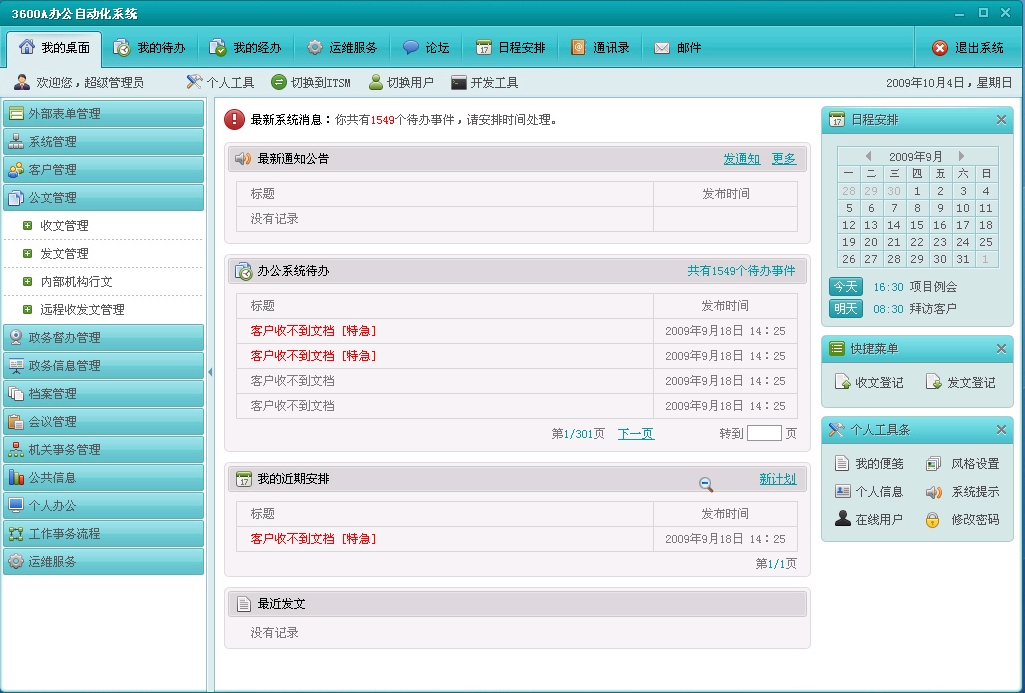 3600A办公自动化系统
我的桌面 我的待办 我的经办 运维服务 论坛 日程安排 通讯录 邮件 退出系统
欢迎您，超级管理员 个人工具 切换到ITSM 切换用户 开发工具 2009年10月4日，星期日
外部表单管理
系统管理
客户管理
公文管理
收文管理
发文管理
内部机构行文
远程收发文管理
政务督办管理
政务信息管理
档案管理
会议管理
机关事务管理
公共信息
个人办公
工作事务流程
运维服务
最新系统消息：你共有1549个待办事件，请安排时间处理。
最新通知公告 发通知 更多
标题 发布时间
没有记录
办公系统待办 共有1549个待办事件
标题 发布时间
客户收不到文档 [特急] 2009年9月18日 14：25
客户收不到文档 [特急] 2009年9月18日 14：25
客户收不到文档 2009年9月18日 14：25
客户收不到文档 2009年9月18日 14：25
第1/301页 下一页 转到 页
我的近期安排 新计划
标题 发布时间
客户收不到文档 [特急] 2009年9月18日 14：25
第1/1页
最近发文
没有记录
日程安排
2009年9月
一 二 三 四 五 六 日
28 29 30 1 2 3 4
5 6 7 8 9 10 11
12 13 14 15 16 17 18
19 20 21 22 23 24 25
26 27 28 29 30 31 1
今天 16:30 项目例会
明天 08:30 拜访客户
快捷菜单
收文登记 发文登记
个人工具条
我的便笺 风格设置
个人信息 系统提示
在线用户 修改密码